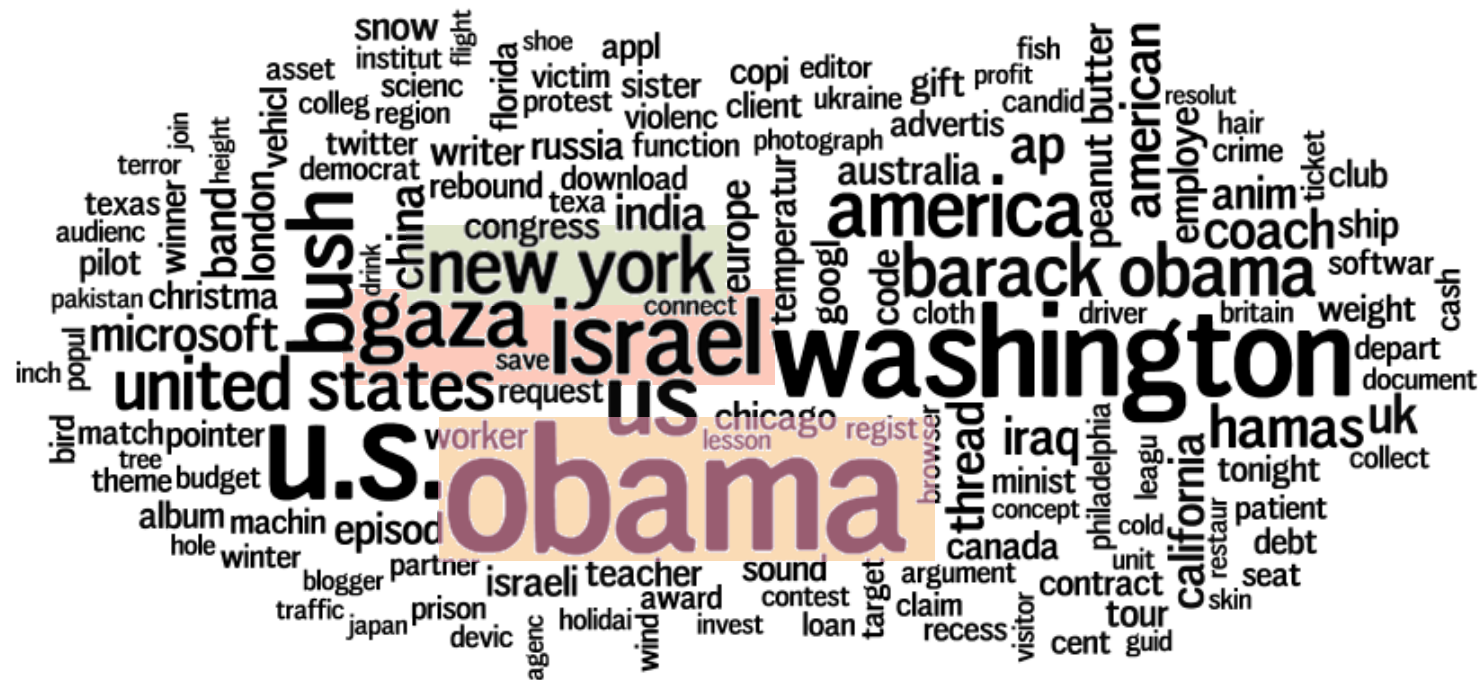 snow
flight
shoe
appl
fish
institut
florida
asset
scienc
victim
sister
copi
editor
gift
profit
peanut butter
american
colleg
region
protest
violenc
client
ukraine
candid
resolut
vehicl
join
height
twitter
writer
russia
function
photograph
advertis
ap
employe
hair
crime
ticket
terror
democrat
rebound
download
australia
anim
club
texas
winner
band
london
bush
china
texa
india
europe
temperatur
america
coach
ship
audienc
congress
pilot
drink
new york
googl
code
barack obama
softwar
pakistan
christma
connect
cloth
driver
britain
weight
cash
microsoft
gaza
israel
washington
depart
inch
popul
united states
save
request
us
document
bird
match
pointer
u.s.
worker
chicago
lesson
regist
browser
thread
iraq
philadelphia
leagu
california
hamas
uk
tree
theme
budget
obama
minist
tonight
collect
album
machin
episod
concept
cold
restaur
patient
hole
winter
canada
unit
debt
blogger
partner
israeli
teacher
sound
target
argument
contract
seat
traffic
japan
prison
award
contest
claim
visitor
tour
skin
devic
agenc
holidai
wind
invest
loan
recess
cent
guid